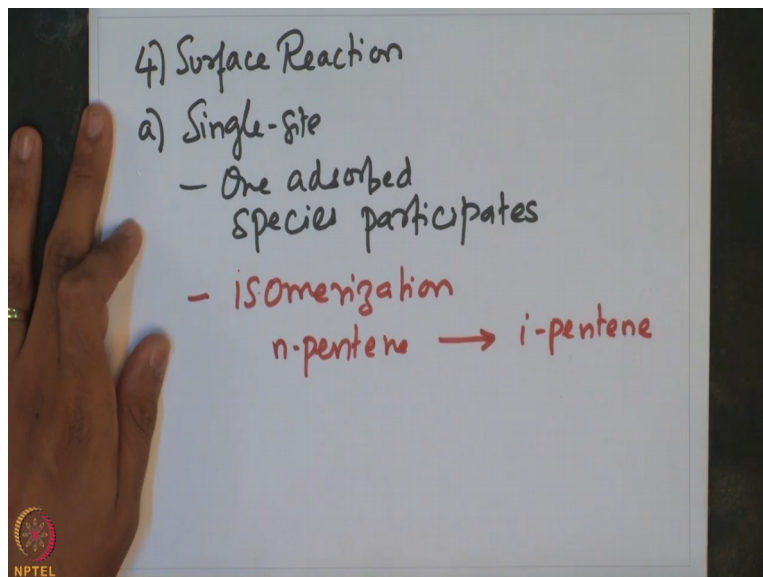 4) Surface Reaction
a) Single-site
- One adsorbed
species participates
- isomerization
n-pentene → i-pentene
NPTEL